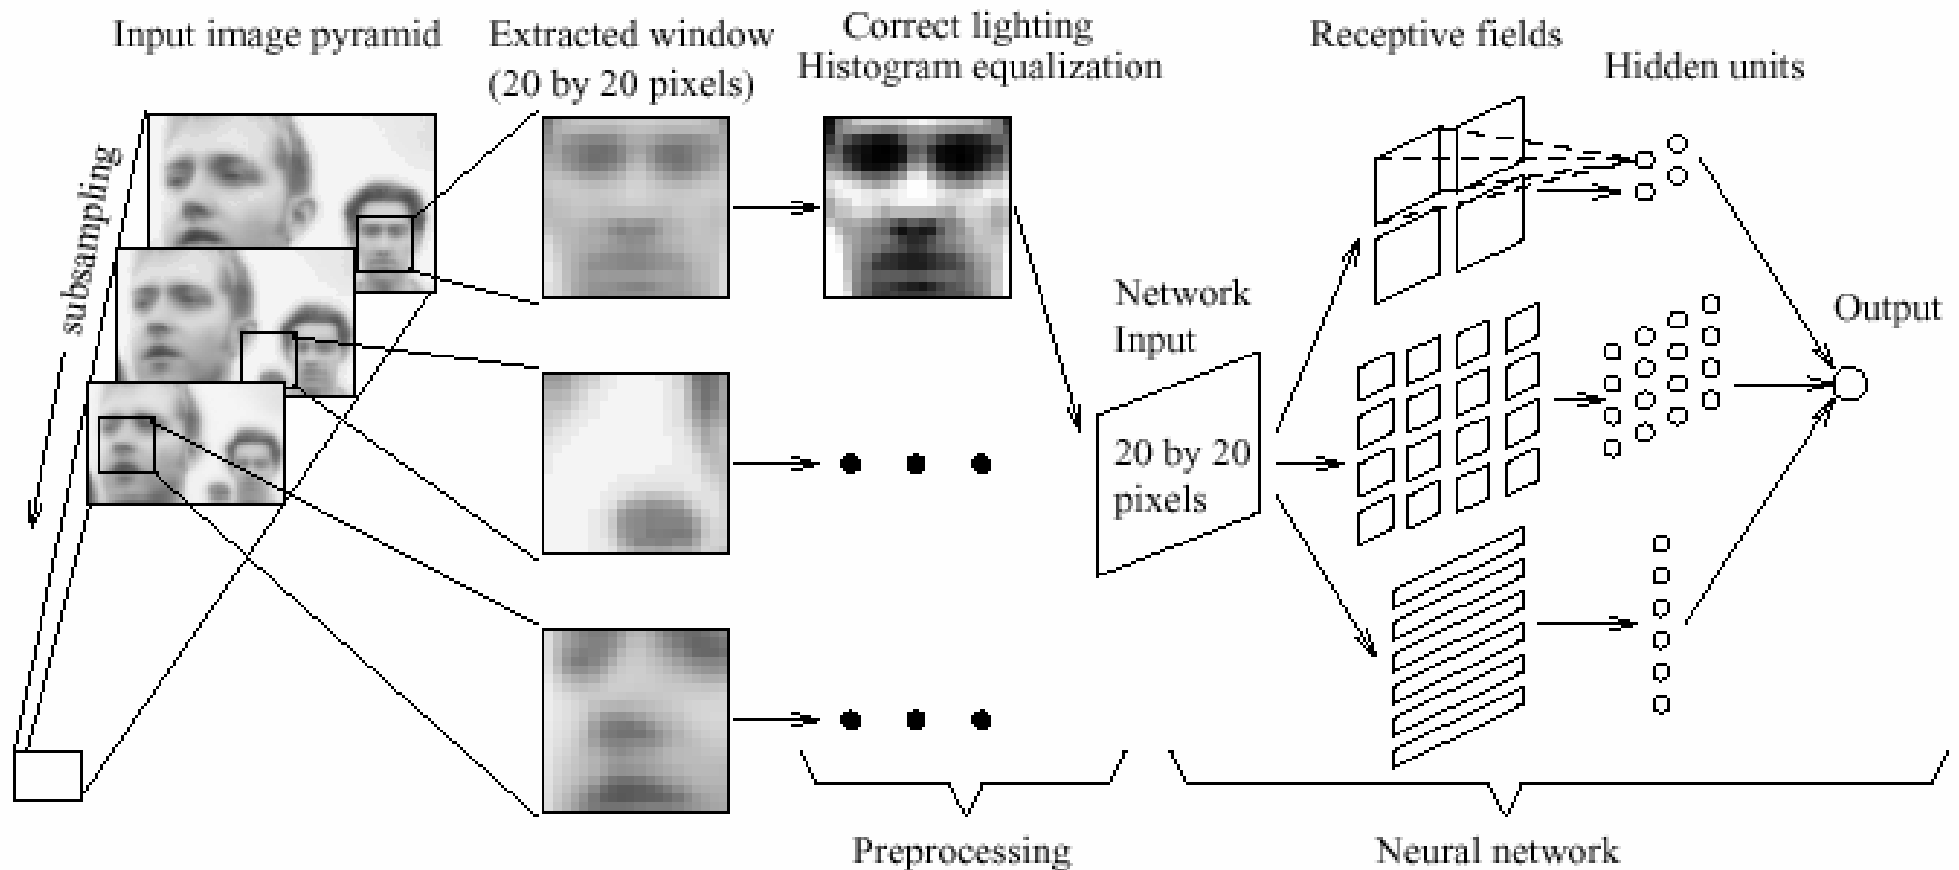 Input image pyramid
Extracted window
(20 by 20 pixels)
Correct lighting
Histogram equalization
Receptive fields
Hidden units
subsampling
Network
Input
Output
20 by 20
pixels
Preprocessing
Neural network